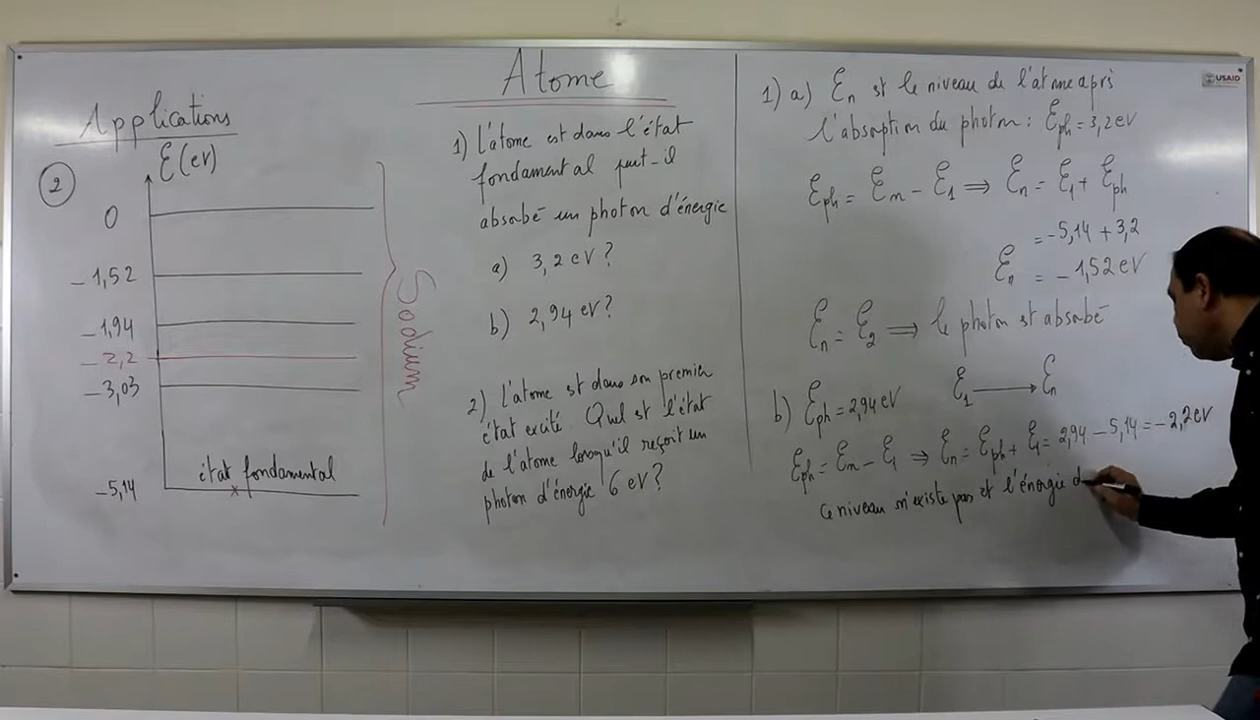 Atome
Applications
2
E(eV)
0
-1,52
-1,94
-2,2
-3,03
-5,14
état fondamental
Sodium
1) L'atome est dans l'état
fondamental peut-il
absorbé un photon d'énergie
a) 3,2 eV?
b) 2,94 eV?
2) L'atome est dans son premier
état excité. Quel est l'état
de l'atome lorsqu'il reçoit un
photon d'énergie 6 eV?
1) a) En est le niveau de l'atome après
l'absorption du photon: Eph = 3,2 eV
Eph = En - E1 ⇒ En = E1 + Eph
= -5,14 + 3,2
En = -1,52 eV
En = E2 ⇒ le photon est absorbé
E1 → En
b) Eph = 2,94 eV
Eph = En - E1 ⇒ En = Eph + E1 = 2,94 - 5,14 = -2,2 eV
ce niveau n'existe pas et l'énergie d
USAID